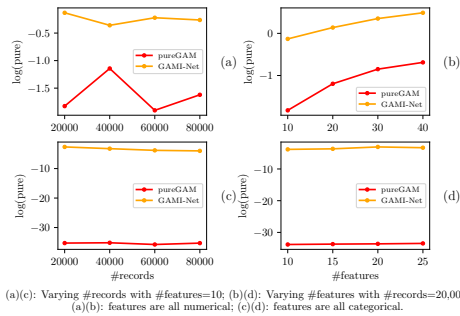 log(pure)
−0.5
−1.0
−1.5
pureGAM
GAMI-Net
20000 40000 60000 80000
(a)
log(pure)
0
−1
pureGAM
GAMI-Net
10 20 30 40
(b)
log(pure)
−10
−20
−30
pureGAM
GAMI-Net
20000 40000 60000 80000
#records
(c)
log(pure)
−10
−20
−30
pureGAM
GAMI-Net
10 15 20 25
#features
(d)
(a)(c): Varying #records with #features=10; (b)(d): Varying #features with #records=20,00
(a)(b): features are all numerical; (c)(d): features are all categorical.